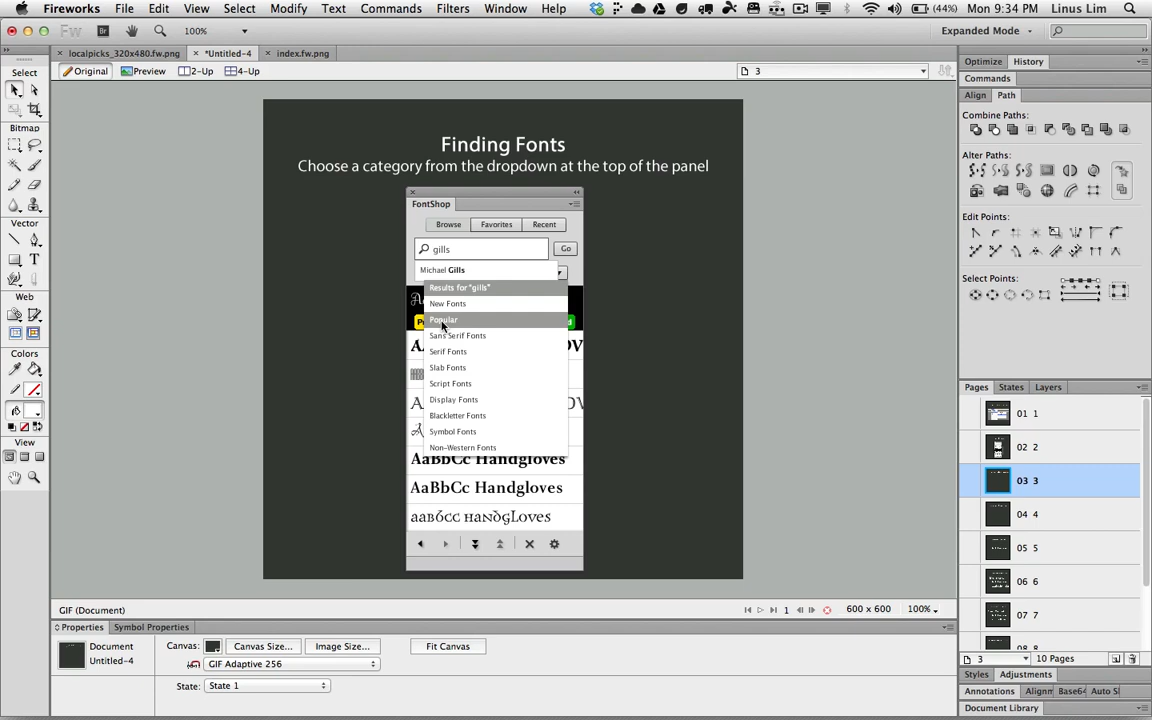 Fireworks File Edit View Select Modify Text Commands Filters Window Help (44%) Mon 9:34 PM Linus Lim
Fw Br 100% Expanded Mode
localpicks_320x480.fw.png *Untitled-4 index.fw.png
Original Preview 2-Up 4-Up 3
Select
Bitmap
Vector
Web
Colors
View
Finding Fonts
Choose a category from the dropdown at the top of the panel
FontShop
Browse Favorites Recent
gills Go
Michael Gills
Results for "gills"
New Fonts
Popular
Sans Serif Fonts
Serif Fonts
Slab Fonts
Script Fonts
Display Fonts
Blackletter Fonts
Symbol Fonts
Non-Western Fonts
AaBbCc Handgloves
AaBbCc Handgloves
aaBbcc Handgloves
Optimize History
Commands
Align Path
Combine Paths:
Alter Paths:
Edit Points:
Select Points:
Pages States Layers
01 1
02 2
03 3
04 4
05 5
06 6
07 7
08 8
3 10 Pages
Styles Adjustments
Annotations Alignm Base64 Auto S
Document Library
GIF (Document) 1 600 x 600 100%
Properties Symbol Properties
Document
Untitled-4
Canvas: Canvas Size... Image Size... Fit Canvas
GIF Adaptive 256
State: State 1